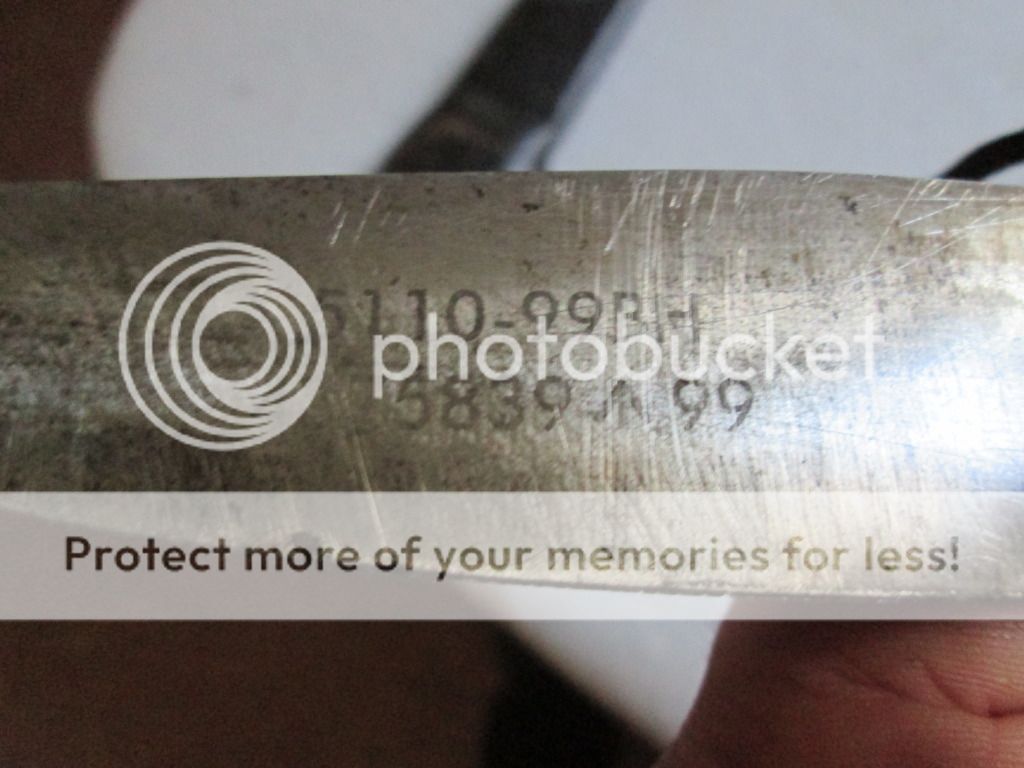 5110-99BH
photobucket
5839-N 99
Protect more of your memories for less!